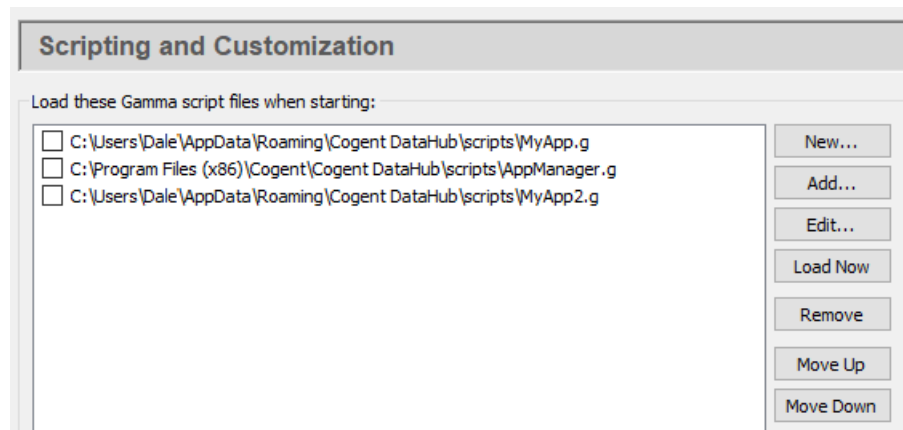 Scripting and Customization
Load these Gamma script files when starting:
C:\Users\Dale\AppData\Roaming\Cogent DataHub\scripts\MyApp.g
C:\Program Files (x86)\Cogent\Cogent DataHub\scripts\AppManager.g
C:\Users\Dale\AppData\Roaming\Cogent DataHub\scripts\MyApp2.g
New...
Add...
Edit...
Load Now
Remove
Move Up
Move Down